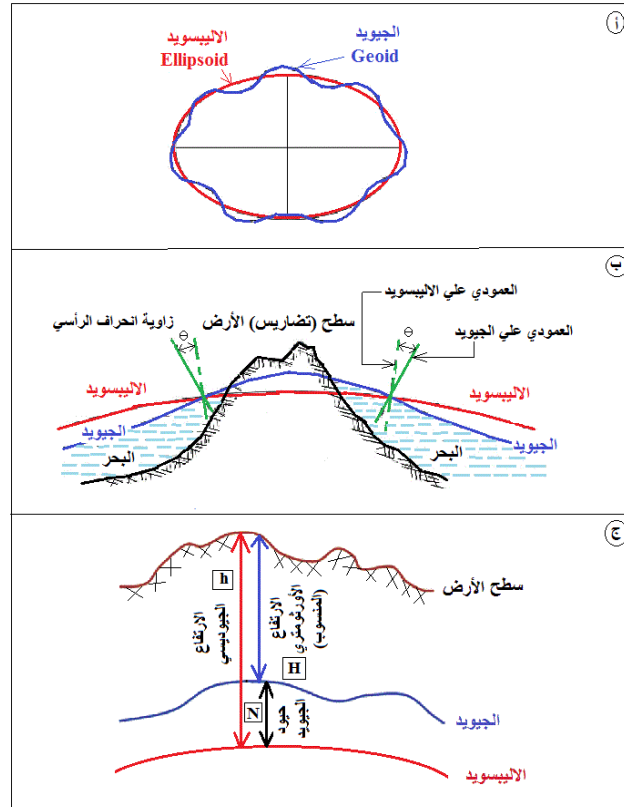 أ
الاليبسويد
Ellipsoid
الجيويد
Geoid
ب
العمودي علي الاليبسويد
سطح (تضاريس) الأرض
زاوية انحراف الرأسي
θ
θ
العمودي علي الجيويد
الاليبسويد
الاليبسويد
الجيويد
الجيويد
البحر
البحر
ج
سطح الأرض
h
الارتفاع
الجيوديسي
الارتفاع
الأورثومتري
(المنسوب)
H
N
حيود
الجيويد
الجيويد
الاليبسويد